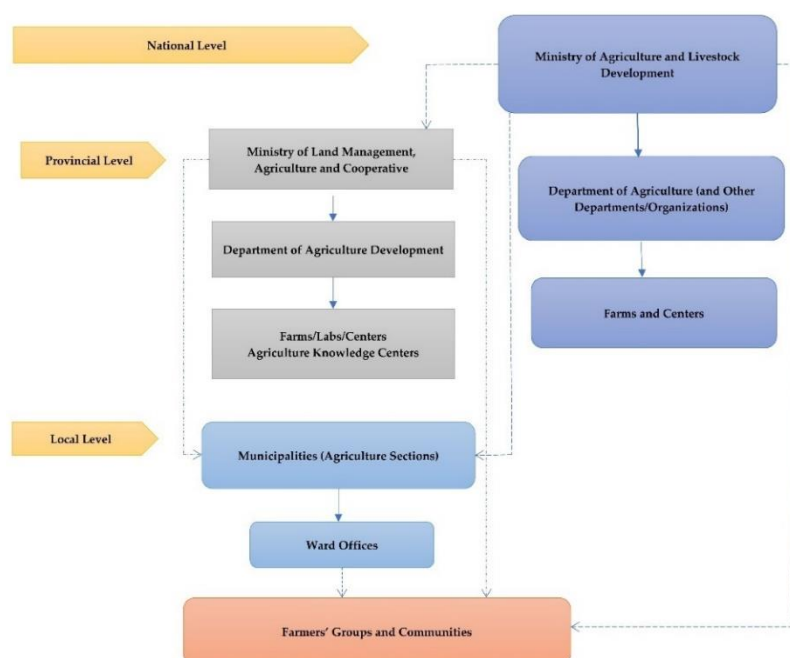 National Level
Ministry of Agriculture and Livestock
Development
Provincial Level
Ministry of Land Management,
Agriculture and Cooperative
Department of Agriculture (and Other
Departments/Organizations)
Department of Agriculture Development
Farms and Centers
Farms/Labs/Centers
Agriculture Knowledge Centers
Local Level
Municipalities (Agriculture Sections)
Ward Offices
Farmers' Groups and Communities